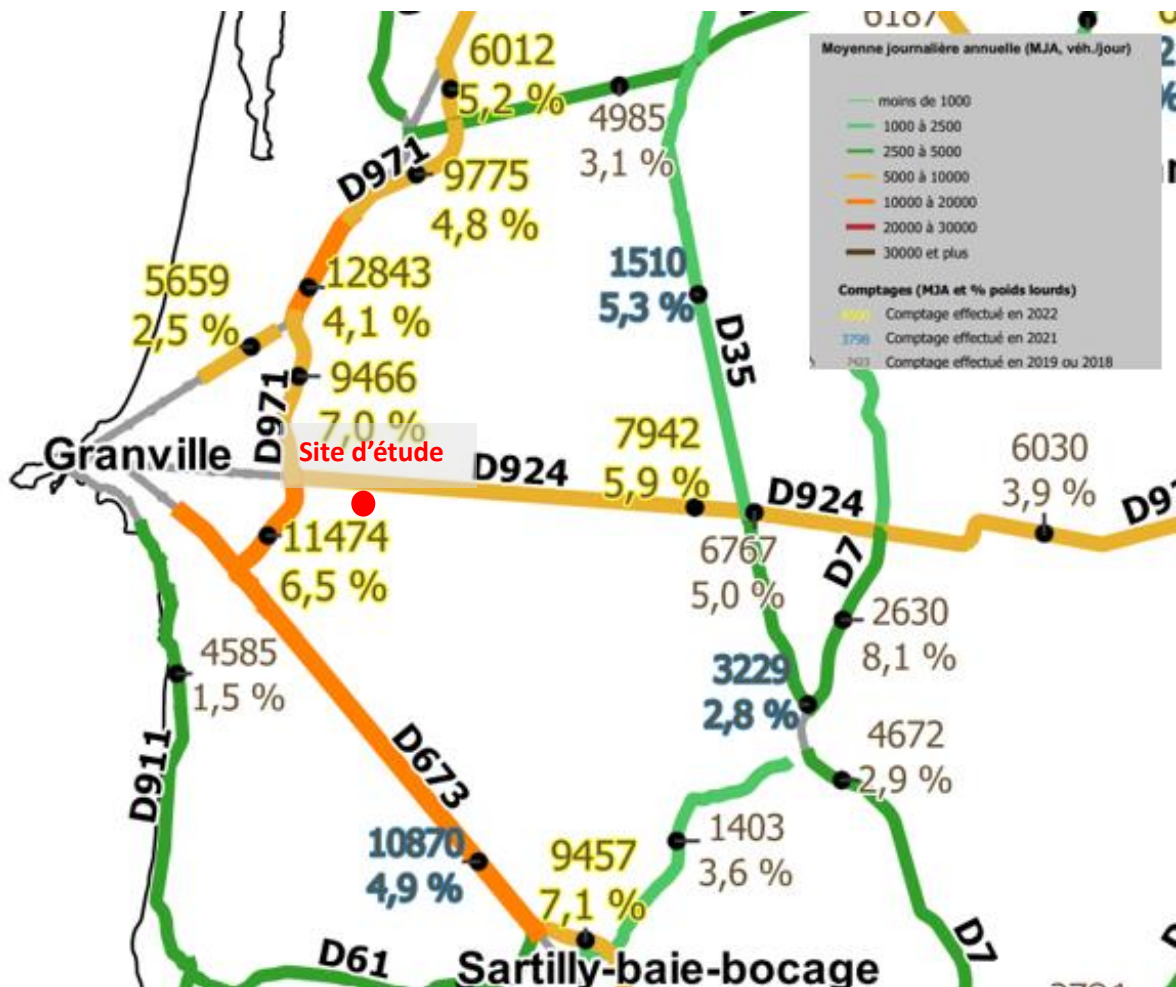 6187
Moyenne journalière annuelle (MJA, véh./jour)
moins de 1000
1000 à 2500
2500 à 5000
5000 à 10000
10000 à 20000
20000 à 30000
30000 et plus
Comptages (MJA et % poids lourds)
Comptage effectué en 2022
3798 Comptage effectué en 2021
Comptage effectué en 2019 ou 2018
6012
5,2 %
4985
3,1 %
D971
9775
4,8 %
5659
2,5 %
12843
4,1 %
1510
5,3 %
D35
D971
9466
7,0 %
Granville
Site d'étude
D924
7942
5,9 %
D924
6030
3,9 %
11474
6,5 %
6767
5,0 %
D7
2630
8,1 %
4585
1,5 %
3229
2,8 %
4672
2,9 %
D911
D673
10870
4,9 %
9457
7,1 %
1403
3,6 %
D7
D61
Sartilly-baie-bocage